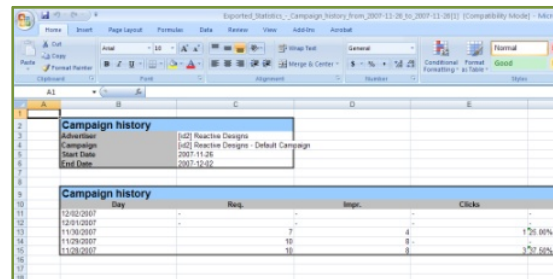 Exported_Statistics_-_Campaign_history_from_2007-11-26_to_2007-12-02[1] [Compatibility Mode] - Micr
Home Insert Page Layout Formulas Data Review View Add-Ins Acrobat
Cut
Copy
Format Painter
Paste
Arial 10
Wrap Text
Merge & Center
General
Conditional Formatting
Format as Table
Normal
Good
Clipboard Font Alignment Number Styles
A1
A B C D E
Campaign history
Advertiser [id2] Reactive Designs
Campaign [id2] Reactive Designs - Default Campaign
Start Date 2007-11-26
End Date 2007-12-02
Campaign history
Day Req. Impr. Clicks
12/02/2007 - - -
12/01/2007 - - -
11/30/2007 7 4 1 25.00%
11/29/2007 10 8 -
11/28/2007 10 8 3 37.50%